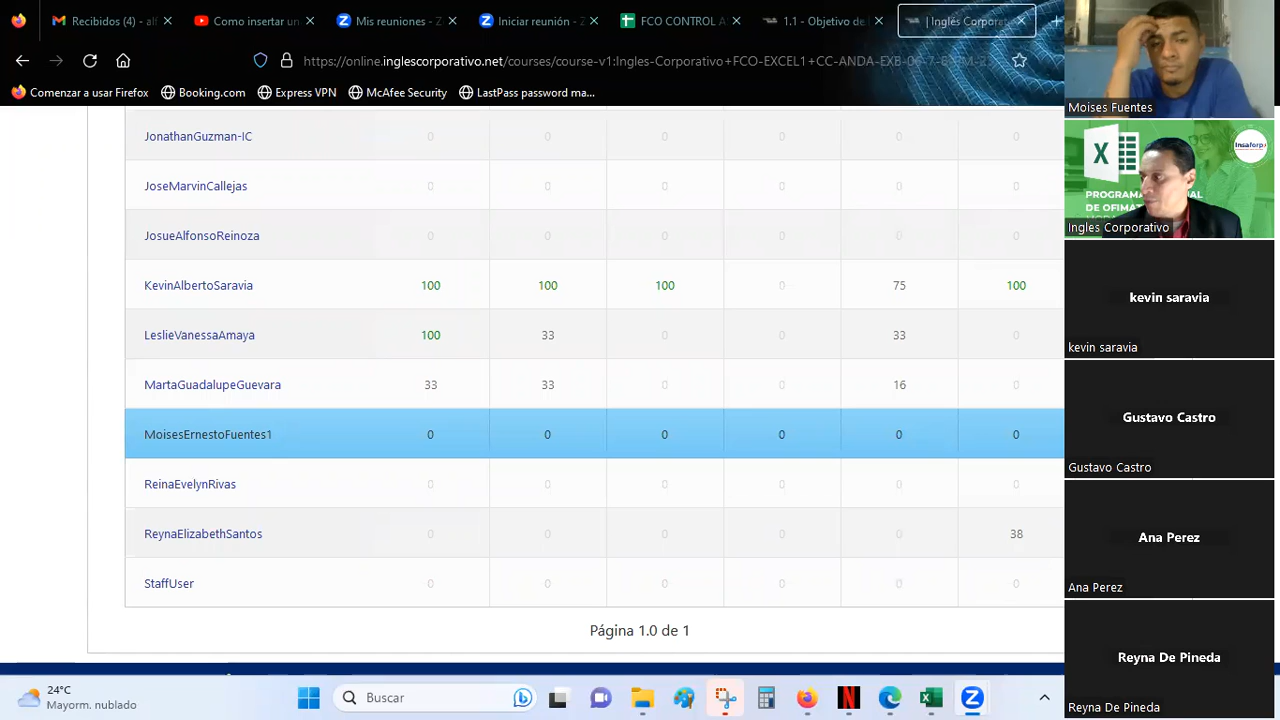 Recibidos (4) - alf
Como insertar un
Mis reuniones - Z
Iniciar reunión - Z
FCO CONTROL A
1.1 - Objetivo de
| Inglés Corporat
https://online.inglescorporativo.net/courses/course-v1:Ingles-Corporativo+FCO-EXCEL1+CC-ANDA-EXB-
Comenzar a usar Firefox
Booking.com
Express VPN
McAfee Security
LastPass password ma...
JonathanGuzman-IC 0 0 0 0 0 0
JoseMarvinCallejas 0 0 0 0 0 0
JosueAlfonsoReinoza 0 0 0 0 0 0
KevinAlbertoSaravia 100 100 100 0 75 100
LeslieVanessaAmaya 100 33 0 0 33 0
MartaGuadalupeGuevara 33 33 0 0 16 0
MoisesErnestoFuentes1 0 0 0 0 0 0
ReinaEvelynRivas 0 0 0 0 0 0
ReynaElizabethSantos 0 0 0 0 0 38
StaffUser 0 0 0 0 0 0
Página 1.0 de 1
Moises Fuentes
X
Insaforp
PROGRAMA
DE OFIMAT
Ingles Corporativo
kevin saravia
kevin saravia
Gustavo Castro
Gustavo Castro
Ana Perez
Ana Perez
Reyna De Pineda
Reyna De Pineda
24°C
Mayorm. nublado
Buscar